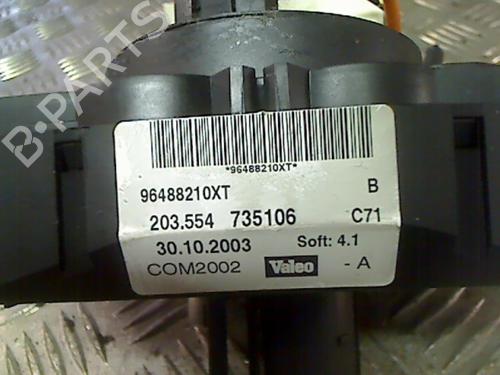 B-PARTS
*96488210XT*
96488210XT B
203.554 735106 C71
30.10.2003 Soft: 4.1
COM2002 Valeo - A